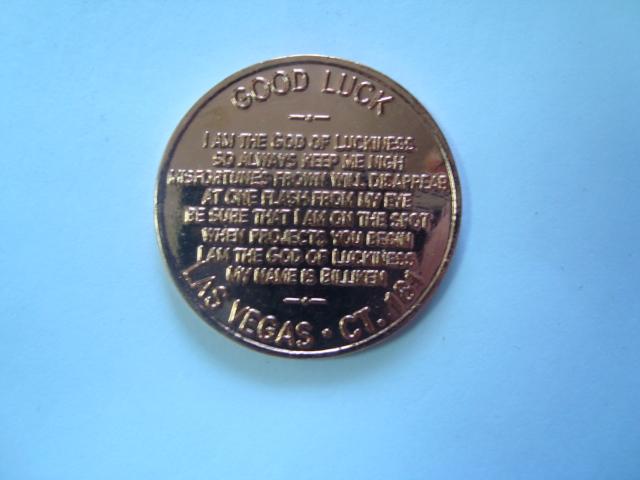 GOOD LUCK
I AM THE GOD OF LUCKINESS
SO ALWAYS KEEP ME NIGH
MISFORTUNES FROWN WILL DISAPPEAR
AT ONE FLASH FROM MY EYE
BE SURE THAT I AM ON THE SPOT
WHEN PROJECTS YOU BEGIN
I AM THE GOD OF LUCKINESS
MY NAME IS BILLIKEN
LAS VEGAS • CT. 181